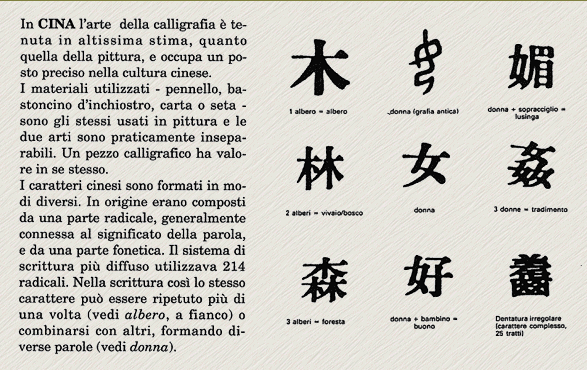 In CINA l'arte della calligrafia è te-
nuta in altissima stima, quanto
quella della pittura, e occupa un po-
sto preciso nella cultura cinese.
I materiali utilizzati - pennello, ba-
stoncino d'inchiostro, carta o seta -
sono gli stessi usati in pittura e le
due arti sono praticamente insepa-
rabili. Un pezzo calligrafico ha valo-
re in se stesso.
I caratteri cinesi sono formati in mo-
di diversi. In origine erano composti
da una parte radicale, generalmente
connessa al significato della parola,
e da una parte fonetica. Il sistema di
scrittura più diffuso utilizzava 214
radicali. Nella scrittura così lo stesso
carattere può essere ripetuto più di
una volta (vedi albero, a fianco) o
combinarsi con altri, formando di-
verse parole (vedi donna).
木
1 albero = albero
donna (grafia antica)
媚
donna + sopracciglio =
lusinga
林
2 alberi = vivaio/bosco
女
donna
姦
3 donne = tradimento
森
3 alberi = foresta
好
donna + bambino =
buono
Dentatura irregolare
(carattere complesso,
25 tratti)